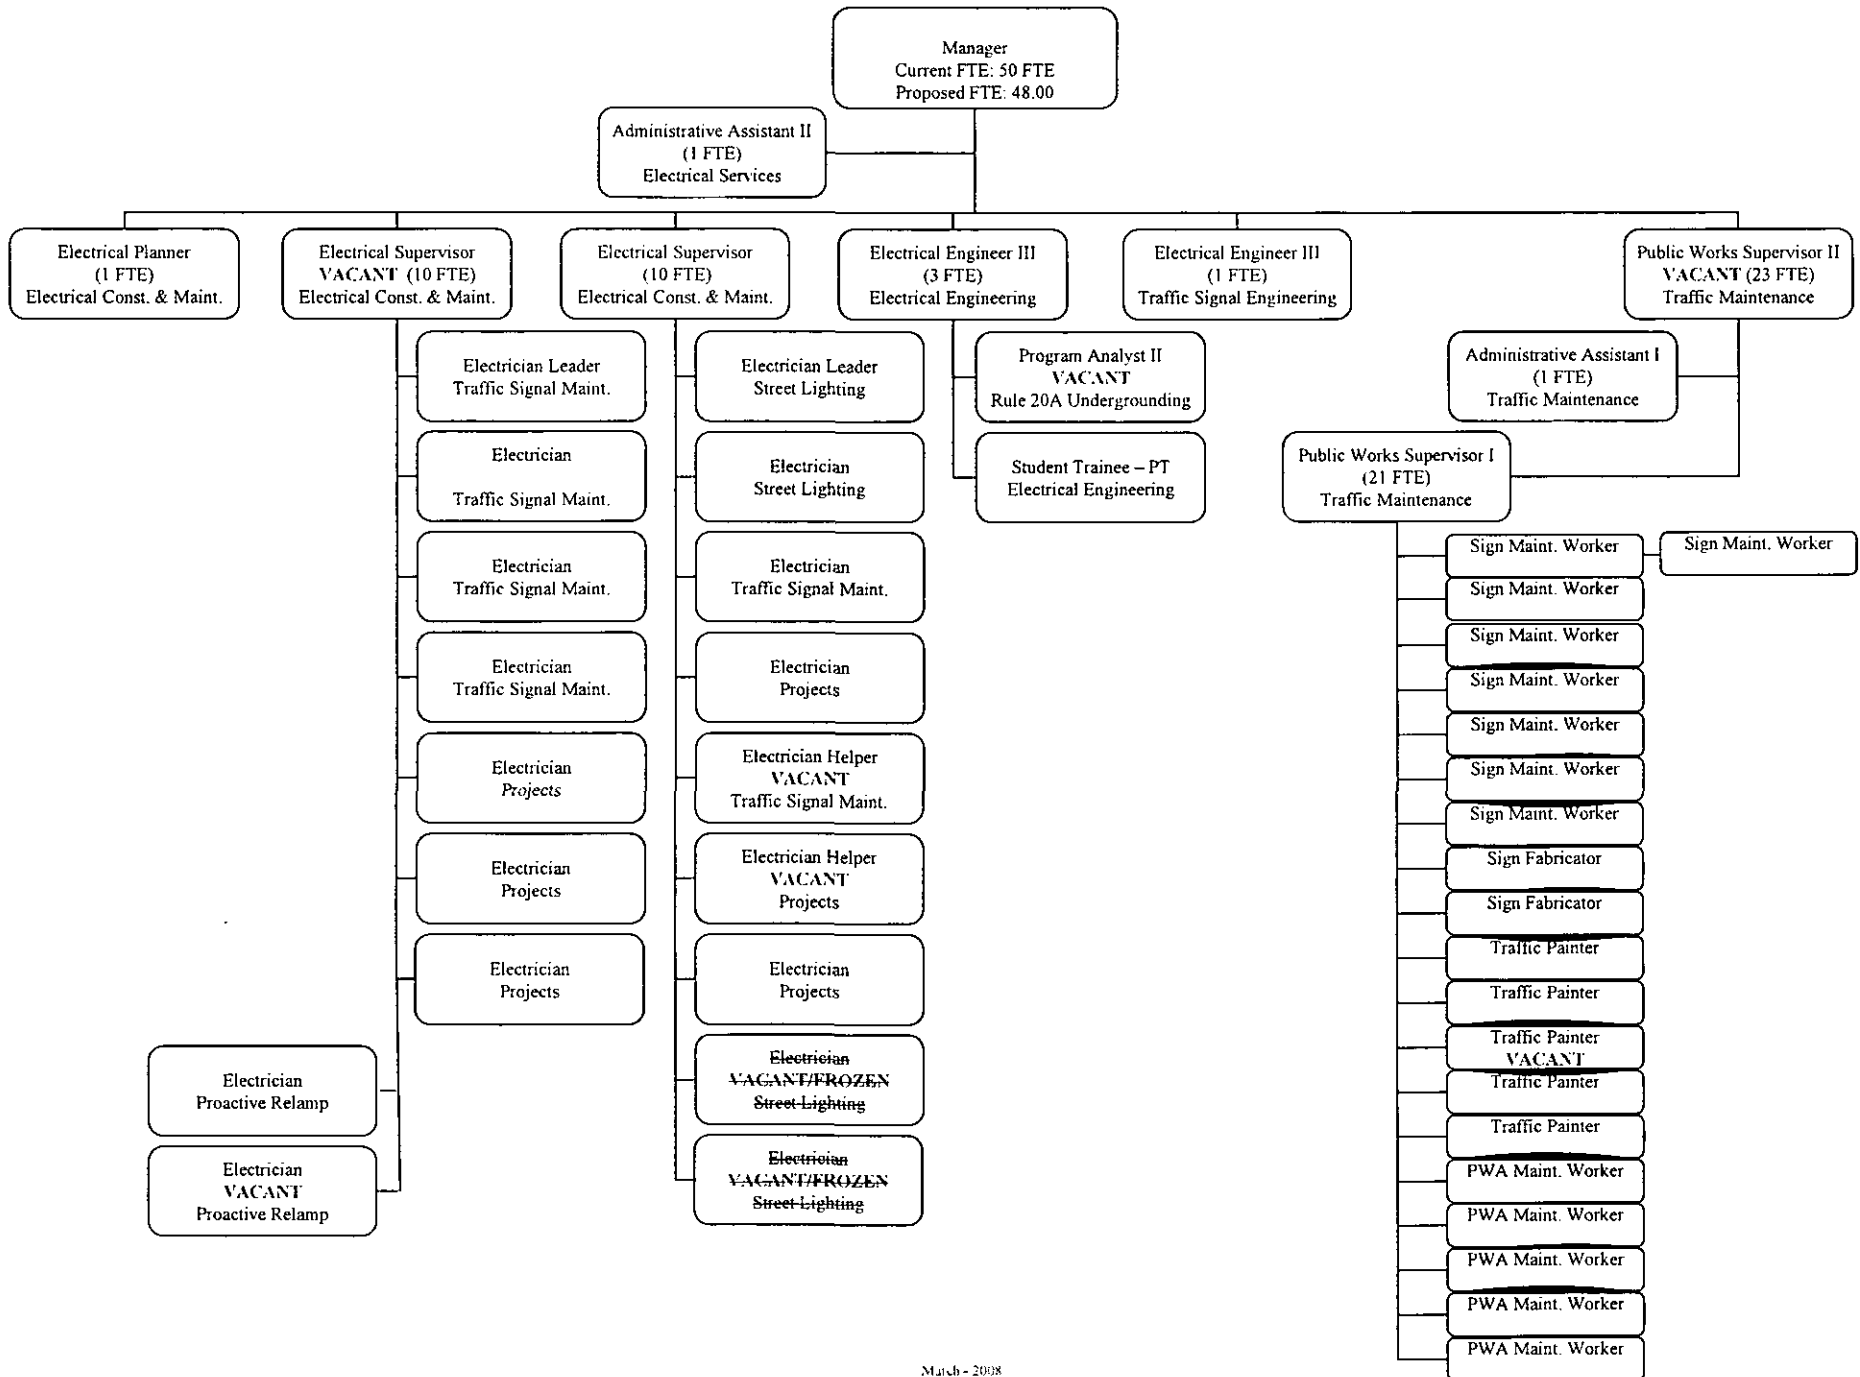 Manager
Current FTE: 50 FTE
Proposed FTE: 48.00
Administrative Assistant II
(1 FTE)
Electrical Services
Electrical Planner
(1 FTE)
Electrical Const. & Maint.
Electrical Supervisor
VACANT (10 FTE)
Electrical Const. & Maint.
Electrical Supervisor
(10 FTE)
Electrical Const. & Maint.
Electrical Engineer III
(3 FTE)
Electrical Engineering
Electrical Engineer III
(1 FTE)
Traffic Signal Engineering
Public Works Supervisor II
VACANT (23 FTE)
Traffic Maintenance
Electrician Leader
Traffic Signal Maint.
Electrician
Traffic Signal Maint.
Electrician
Traffic Signal Maint.
Electrician
Traffic Signal Maint.
Electrician
Projects
Electrician
Projects
Electrician
Projects
Electrician
Proactive Relamp
Electrician
VACANT
Proactive Relamp
Electrician Leader
Street Lighting
Electrician
Street Lighting
Electrician
Traffic Signal Maint.
Electrician
Projects
Electrician Helper
VACANT
Traffic Signal Maint.
Electrician Helper
VACANT
Projects
Electrician
Projects
Electrician
VACANT/FROZEN
Street Lighting
Electrician
VACANT/FROZEN
Street Lighting
Program Analyst II
VACANT
Rule 20A Undergrounding
Student Trainee – PT
Electrical Engineering
Administrative Assistant I
(1 FTE)
Traffic Maintenance
Public Works Supervisor I
(21 FTE)
Traffic Maintenance
Sign Maint. Worker
Sign Maint. Worker
Sign Maint. Worker
Sign Maint. Worker
Sign Maint. Worker
Sign Maint. Worker
Sign Maint. Worker
Sign Maint. Worker
Sign Fabricator
Sign Fabricator
Traffic Painter
Traffic Painter
Traffic Painter
VACANT
Traffic Painter
Traffic Painter
PWA Maint. Worker
PWA Maint. Worker
PWA Maint. Worker
PWA Maint. Worker
PWA Maint. Worker
March - 2008